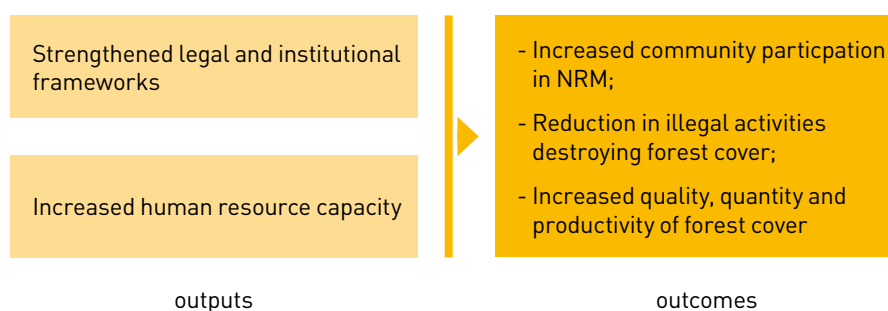 Strengthened legal and institutional
frameworks
Increased human resource capacity
outputs
- Increased community particpation
in NRM;
- Reduction in illegal activities
destroying forest cover;
- Increased quality, quantity and
productivity of forest cover
outcomes